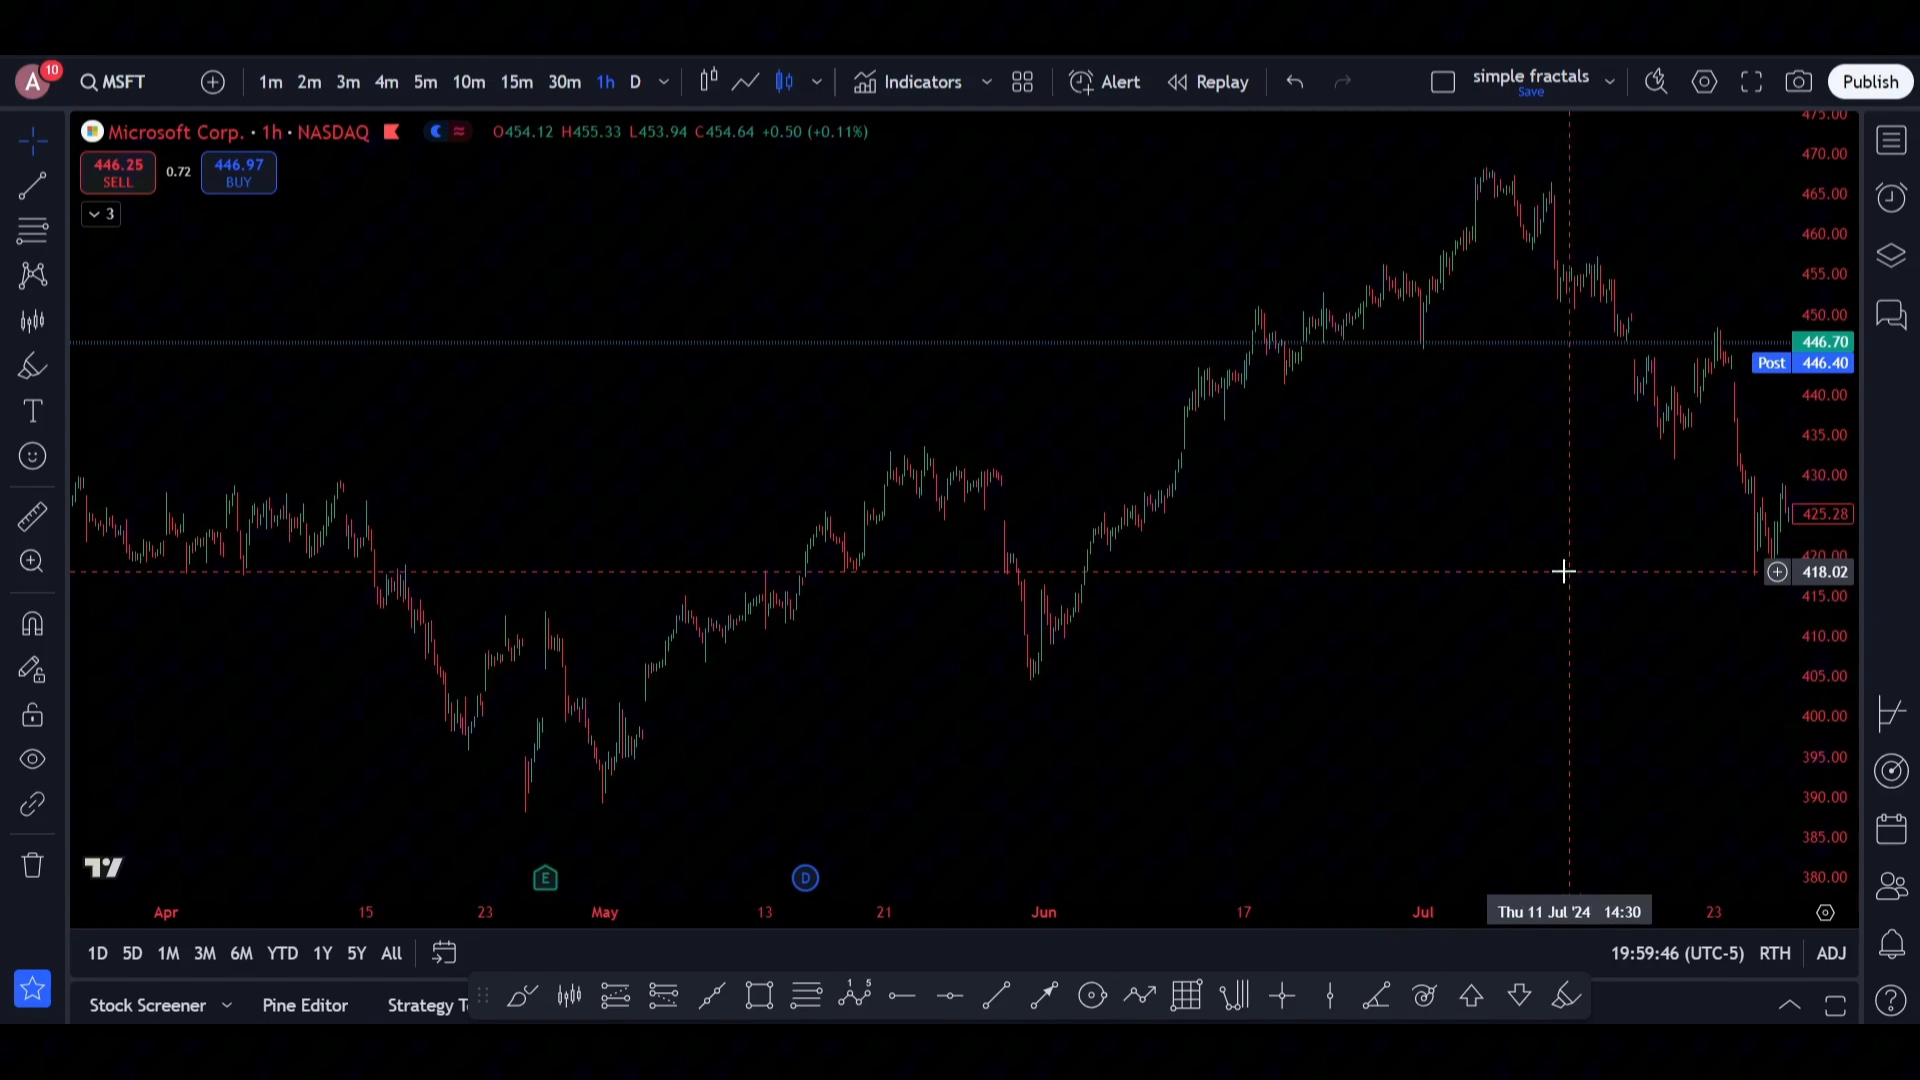 A 10 MSFT 1m 2m 3m 4m 5m 10m 15m 30m 1h D Indicators Alert Replay simple fractals Save Publish
Microsoft Corp. · 1h · NASDAQ O454.12 H455.33 L453.94 C454.64 +0.50 (+0.11%)
446.25 SELL 0.72 446.97 BUY
3
475.00
470.00
465.00
460.00
455.00
450.00
446.70
Post 446.40
440.00
435.00
430.00
425.28
420.00
418.02
415.00
410.00
405.00
400.00
395.00
390.00
385.00
380.00
E D
Apr 15 23 May 13 21 Jun 17 Jul Thu 11 Jul '24 14:30 23
1D 5D 1M 3M 6M YTD 1Y 5Y All 19:59:46 (UTC-5) RTH ADJ
Stock Screener Pine Editor Strategy T 1 5